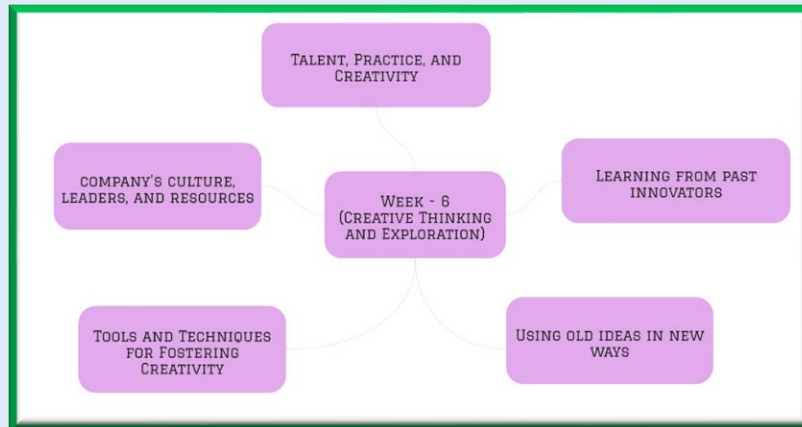 Talent, Practice, and
Creativity
company's culture,
leaders, and resources
Week - 6
(Creative Thinking
and Exploration)
Learning from past
innovators
Tools and Techniques
for Fostering
Creativity
Using old ideas in new
ways